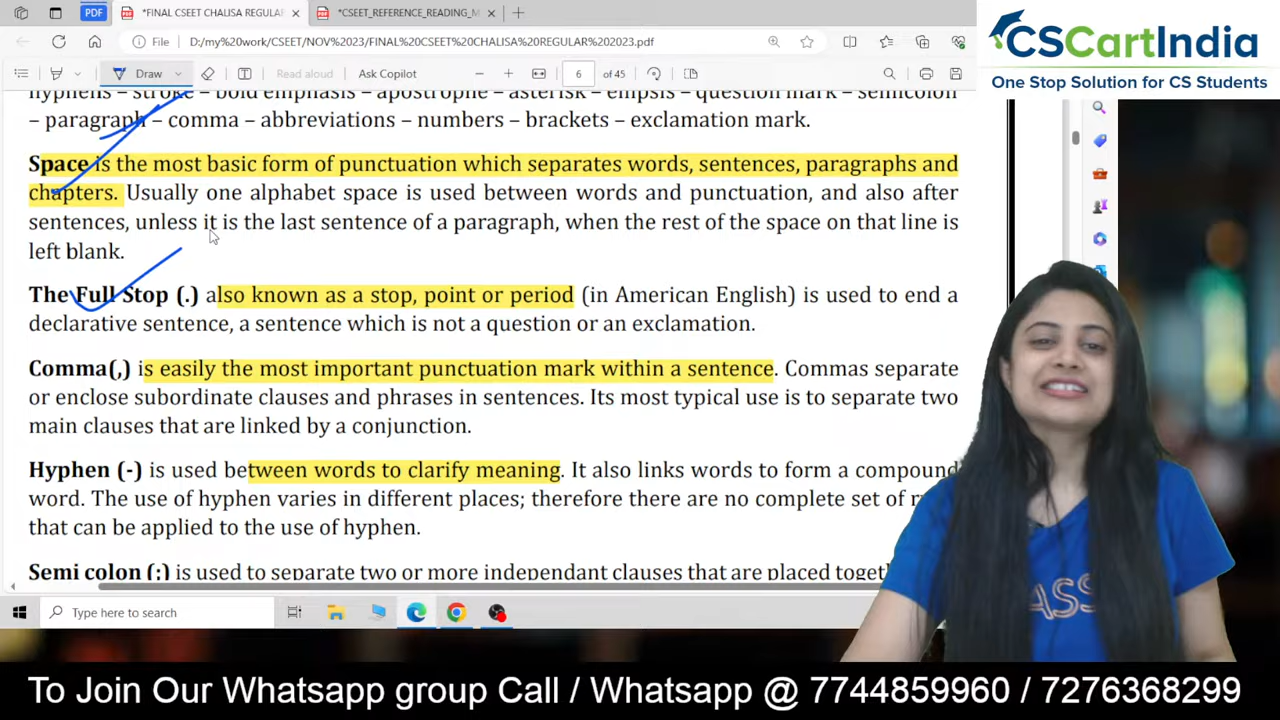 PDF
*FINAL CSEET CHALISA REGULAR
*CSEET_REFERENCE_READING_M
CSCartIndia
One Stop Solution for CS Students
File
D:/my%20work/CSEET/NOV%2023/FINAL%20CSEET%20CHALISA%20REGULAR%202023.pdf
Draw
Read aloud
Ask Copilot
6
of 45
hyphens – stroke – bold emphasis – apostrophe – asterisk – elipsis – question mark – semicolon
– paragraph – comma – abbreviations – numbers – brackets – exclamation mark.
Space is the most basic form of punctuation which separates words, sentences, paragraphs and
chapters. Usually one alphabet space is used between words and punctuation, and also after
sentences, unless it is the last sentence of a paragraph, when the rest of the space on that line is
left blank.
The Full Stop (.) also known as a stop, point or period (in American English) is used to end a
declarative sentence, a sentence which is not a question or an exclamation.
Comma(,) is easily the most important punctuation mark within a sentence. Commas separate
or enclose subordinate clauses and phrases in sentences. Its most typical use is to separate two
main clauses that are linked by a conjunction.
Hyphen (-) is used between words to clarify meaning. It also links words to form a compound
word. The use of hyphen varies in different places; therefore there are no complete set of
that can be applied to the use of hyphen.
Semi colon (;) is used to separate two or more independant clauses that are placed
Type here to search
ASS
To Join Our Whatsapp group Call / Whatsapp @ 7744859960 / 7276368299